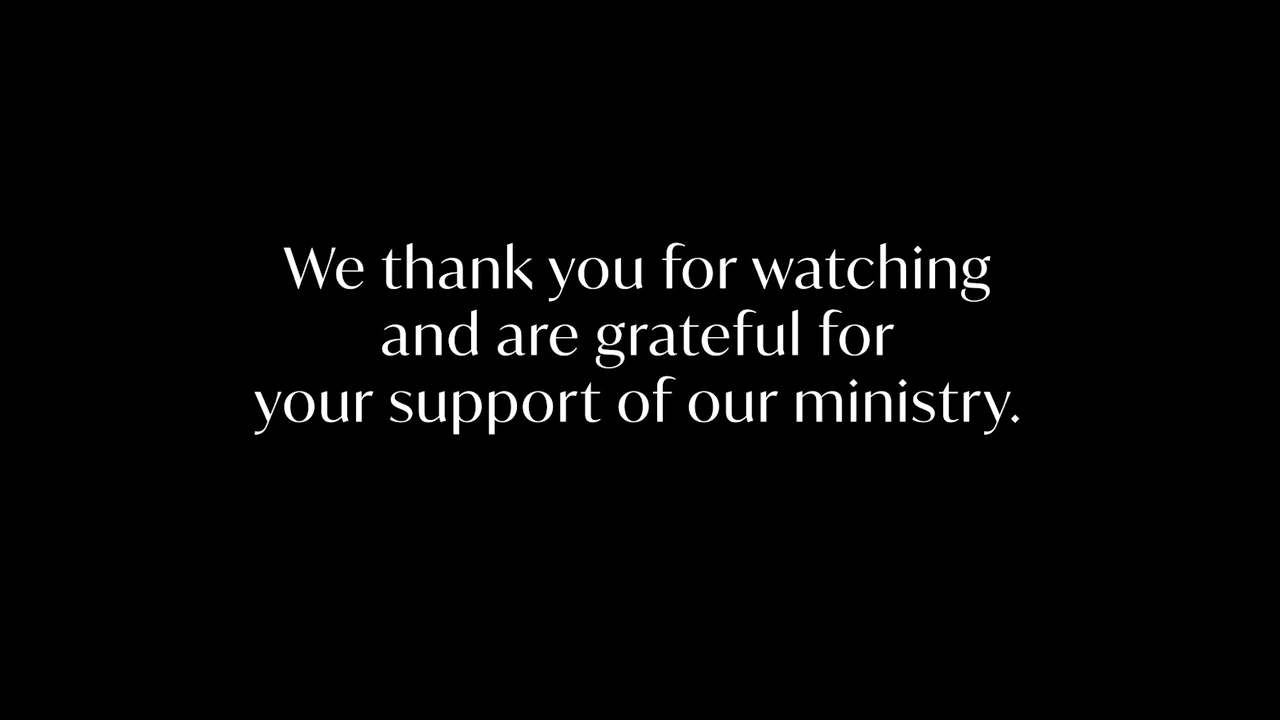 We thank you for watching
and are grateful for
your support of our ministry.